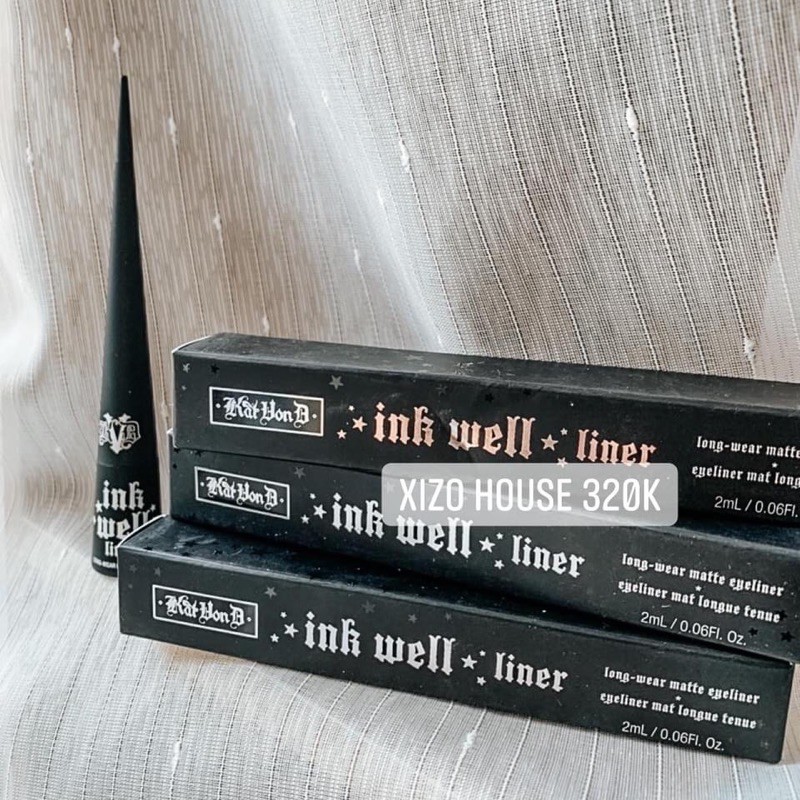 KVD
ink
well
Kat Von D
ink well liner
long-wear matte
eyeliner mat long
2mL / 0.06Fl.
XIZO HOUSE 320K
Kat Von D
ink well liner
long-wear matte eyeliner
eyeliner mat longue tenue
2mL / 0.06Fl. Oz.
Kat Von D
ink well liner
long-wear matte eyeliner
eyeliner mat longue tenue
2mL / 0.06Fl. Oz.